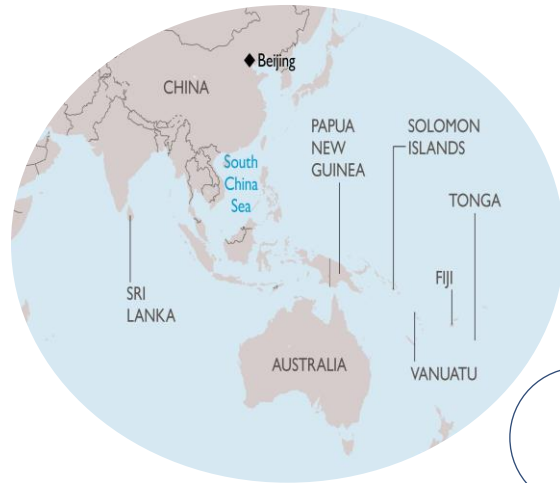 Beijing
CHINA
PAPUA
NEW
GUINEA
SOLOMON
ISLANDS
South
China
Sea
TONGA
FIJI
SRI
LANKA
AUSTRALIA
VANUATU